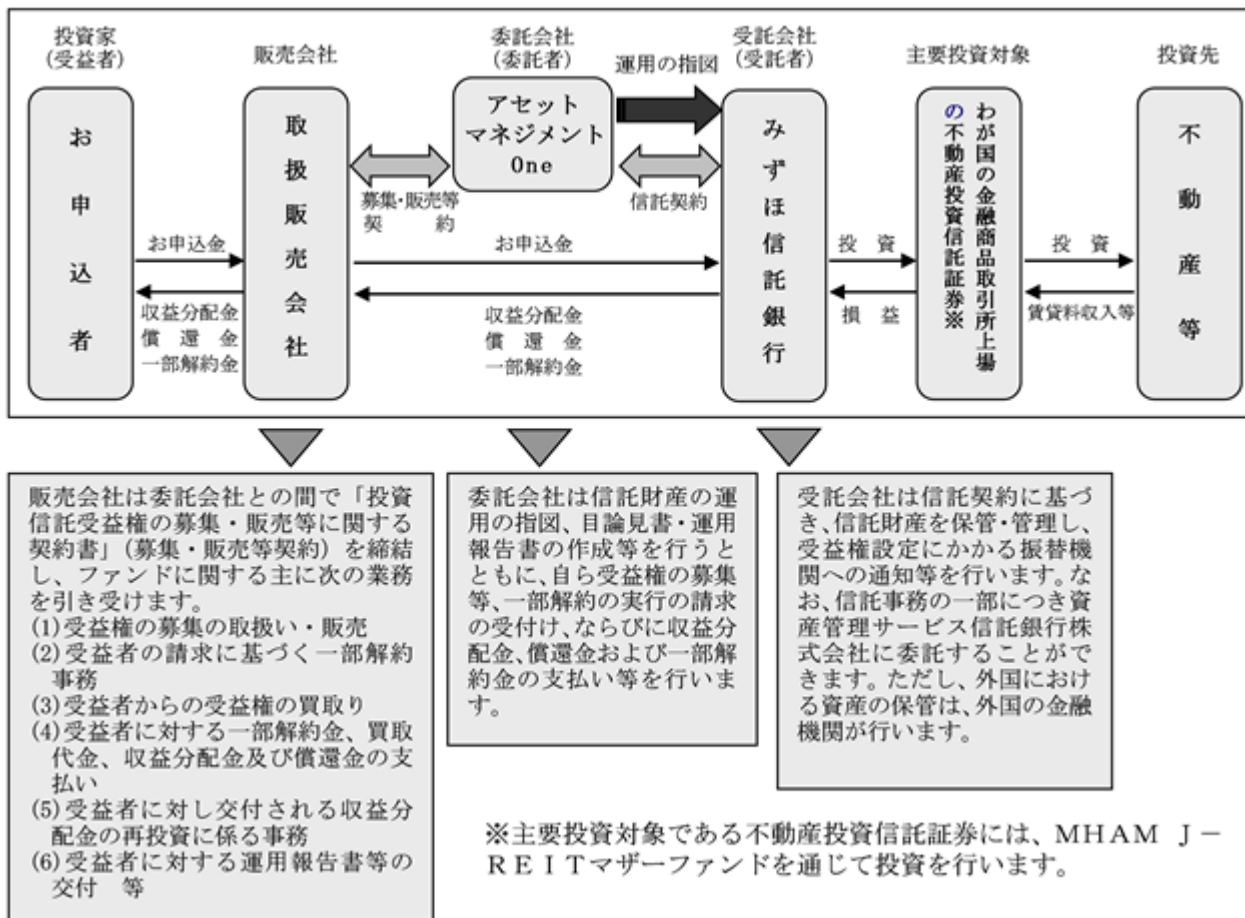 投資家
(受益者)
販売会社
委託会社
(委託者)
運用の指図
受託会社
(受託者)
主要投資対象
投資先
お申込者
取扱販売会社
アセット
マネジメント
One
みずほ信託銀行
わが国の金融商品取引所上場
の不動産投資信託証券※
不動産等
募集・販売等
契約
信託契約
お申込金
収益分配金
償還金
一部解約金
お申込金
収益分配金
償還金
一部解約金
投資
損益
投資
賃貸料収入等
販売会社は委託会社との間で「投資
信託受益権の募集・販売等に関する
契約書」(募集・販売等契約) を締結
し、ファンドに関する主に次の業務
を引き受けます。
(1)受益権の募集の取扱い・販売
(2)受益者の請求に基づく一部解約
事務
(3)受益者からの受益権の買取り
(4)受益者に対する一部解約金、買取
代金、収益分配金及び償還金の支
払い
(5)受益者に対し交付される収益分
配金の再投資に係る事務
(6)受益者に対する運用報告書等の
交付 等
委託会社は信託財産の運
用の指図、目論見書・運用
報告書の作成等を行うと
ともに、自ら受益権の募集
等、一部解約の実行の請求
の受付け、ならびに収益分
配金、償還金および一部解
約金の支払い等を行いま
す。
受託会社は信託契約に基づ
き、信託財産を保管・管理し、
受益権設定にかかる振替機
関への通知等を行います。な
お、信託事務の一部につき資
産管理サービス信託銀行株
式会社に委託することがで
きます。ただし、外国におけ
る資産の保管は、外国の金融
機関が行います。
※主要投資対象である不動産投資信託証券には、MHAM J－
REITマザーファンドを通じて投資を行います。